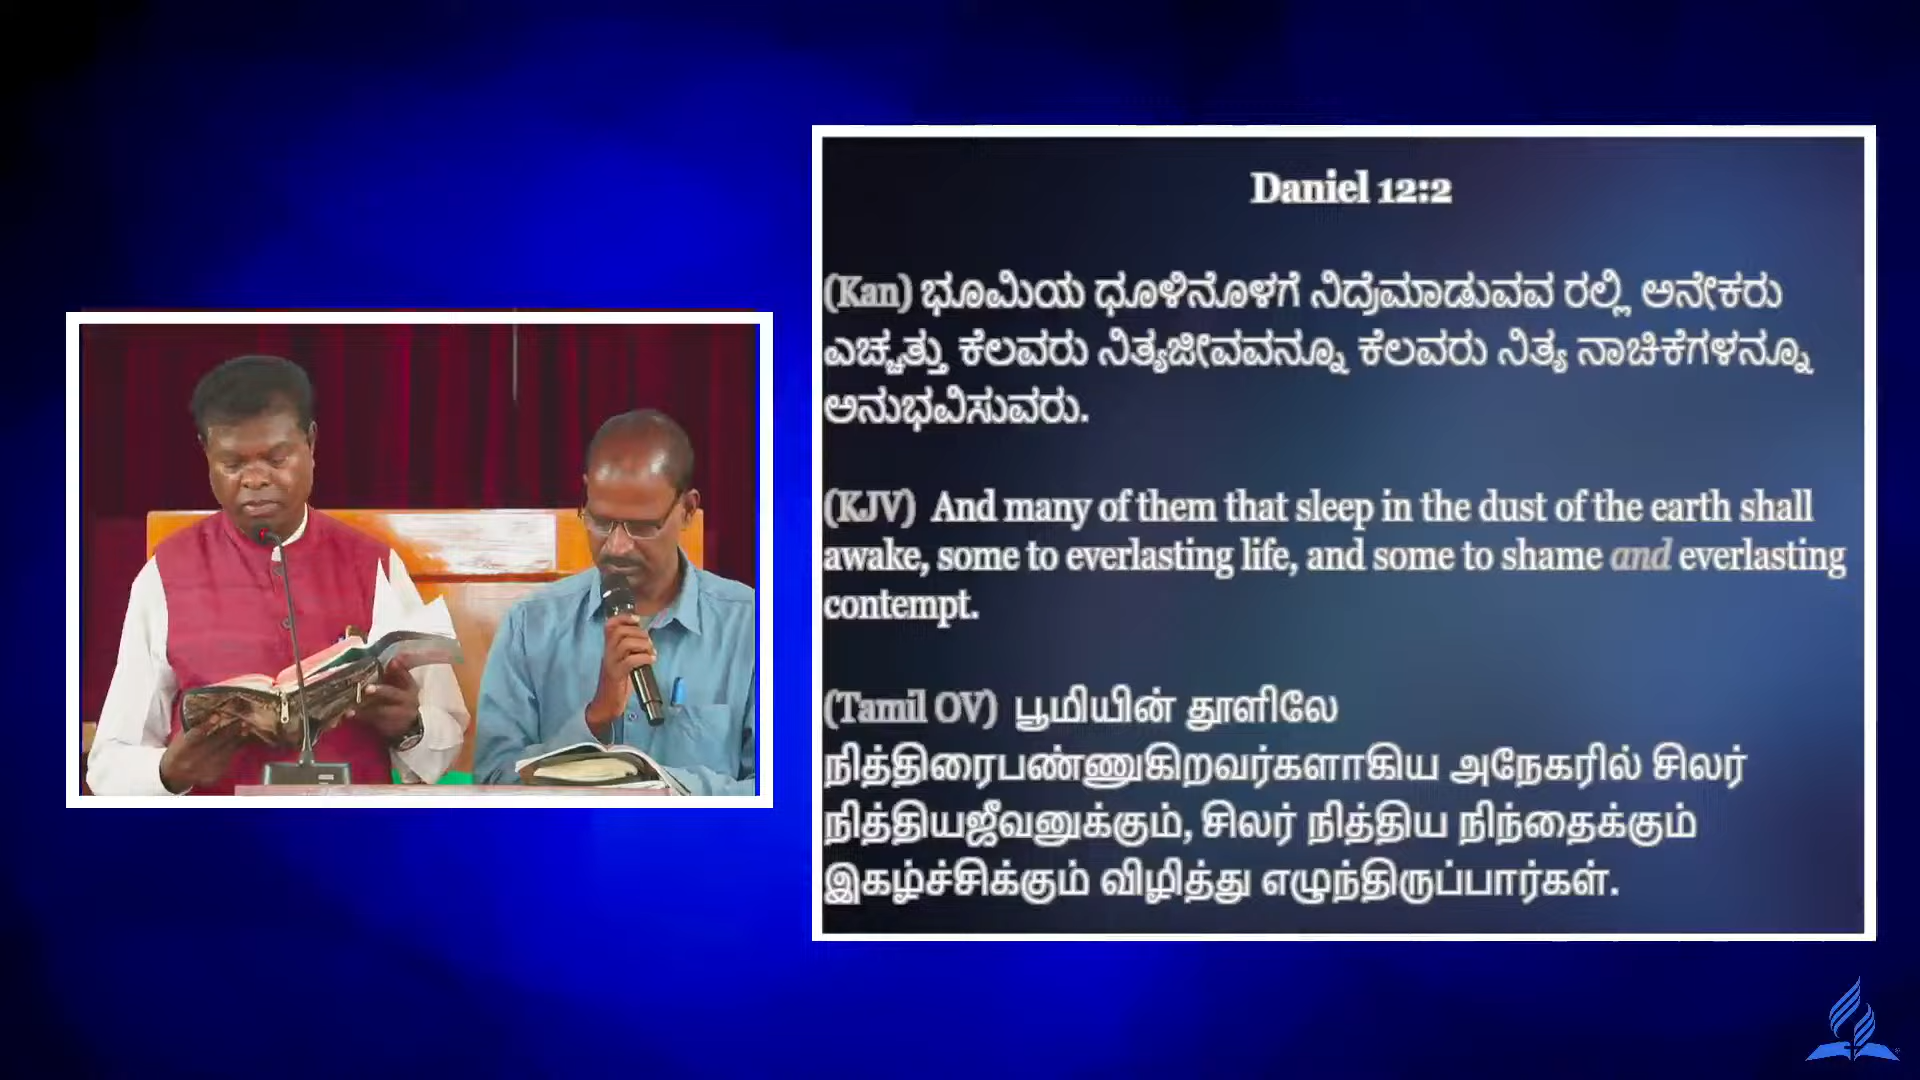 Daniel 12:2
(Kan) ಭೂಮಿಯ ಧೂಳಿನೊಳಗೆ ನಿದ್ರೆಮಾಡುವವ ರಲ್ಲಿ ಅನೇಕರು
ಎಚ್ಚತ್ತು ಕೆಲವರು ನಿತ್ಯಜೀವವನ್ನೂ ಕೆಲವರು ನಿತ್ಯ ನಾಚಿಕೆಗಳನ್ನೂ
ಅನುಭವಿಸುವರು.
(KJV) And many of them that sleep in the dust of the earth shall
awake, some to everlasting life, and some to shame and everlasting
contempt.
(Tamil OV) பூமியின் தூளிலே
நித்திரைபண்ணுகிறவர்களாகிய அநேகரில் சிலர்
நித்தியஜீவனுக்கும், சிலர் நித்திய நிந்தைக்கும்
இகழ்ச்சிக்கும் விழித்து எழுந்திருப்பார்கள்.